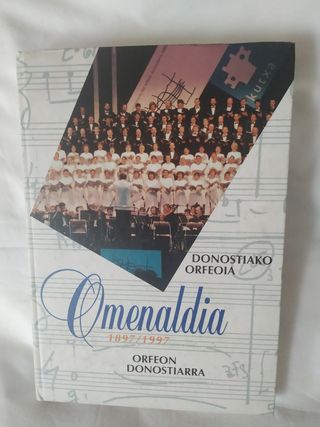 kutxa
DONOSTIAKO
ORFEOIA
Omenaldia
1897/1997
ORFEON
DONOSTIARRA